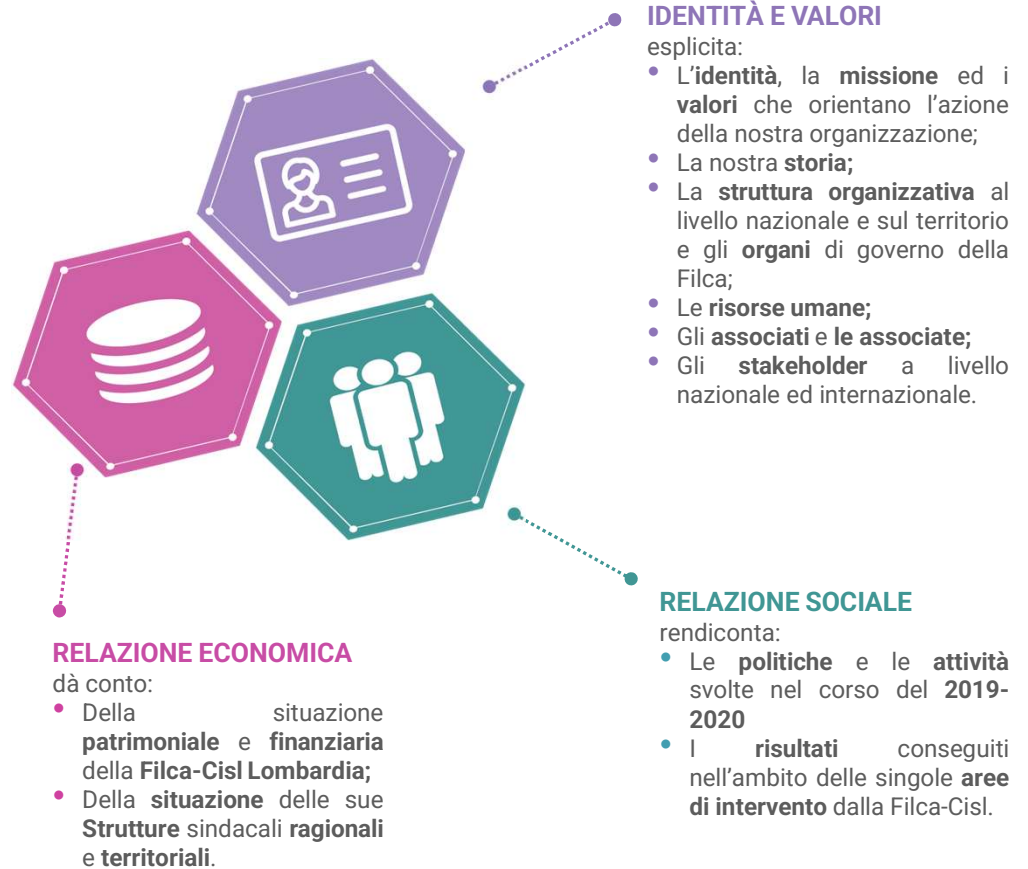 IDENTITÀ E VALORI
esplicita:
• L'identità, la missione ed i
valori che orientano l'azione
della nostra organizzazione;
• La nostra storia;
• La struttura organizzativa al
livello nazionale e sul territorio
e gli organi di governo della
Filca;
• Le risorse umane;
• Gli associati e le associate;
• Gli stakeholder a livello
nazionale ed internazionale.
RELAZIONE ECONOMICA
dà conto:
• Della situazione
patrimoniale e finanziaria
della Filca-Cisl Lombardia;
• Della situazione delle sue
Strutture sindacali ragionali
e territoriali.
RELAZIONE SOCIALE
rendiconta:
• Le politiche e le attività
svolte nel corso del 2019-
2020
• I risultati conseguiti
nell'ambito delle singole aree
di intervento dalla Filca-Cisl.